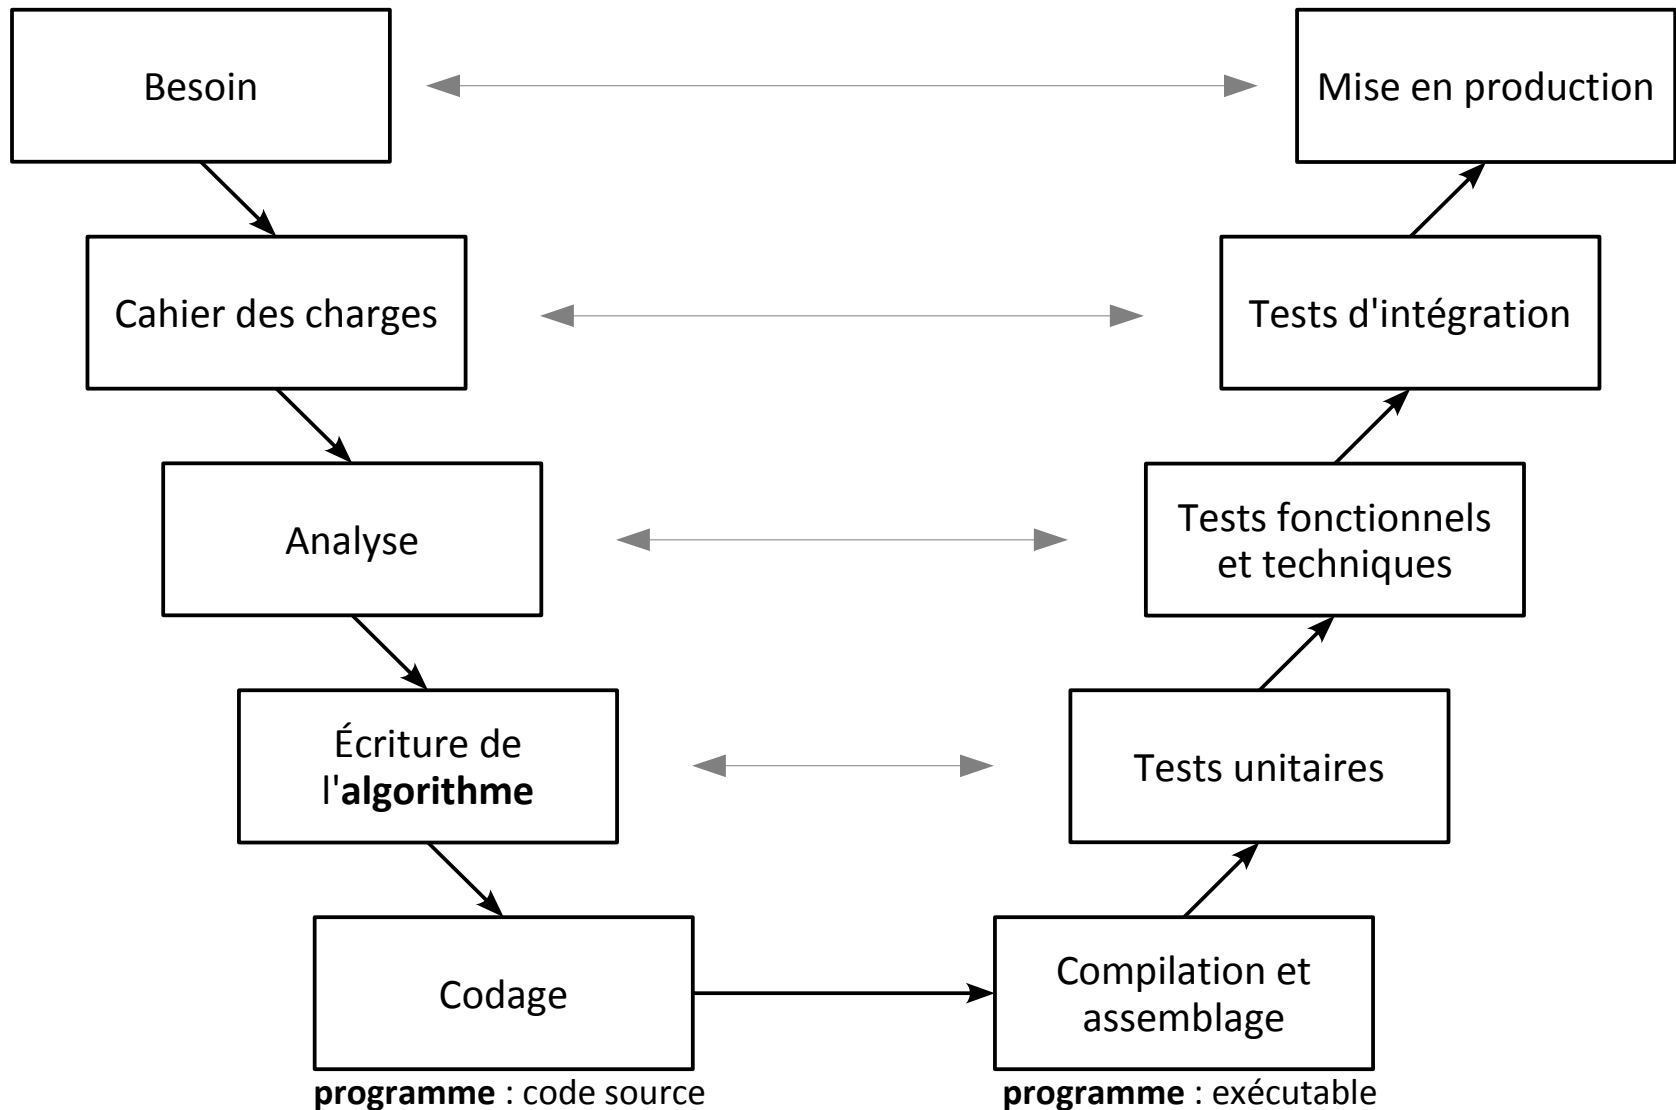 Besoin
Mise en production
Cahier des charges
Tests d'intégration
Analyse
Tests fonctionnels
et techniques
Écriture de
l'algorithme
Tests unitaires
Codage
Compilation et
assemblage
programme : code source
programme : exécutable